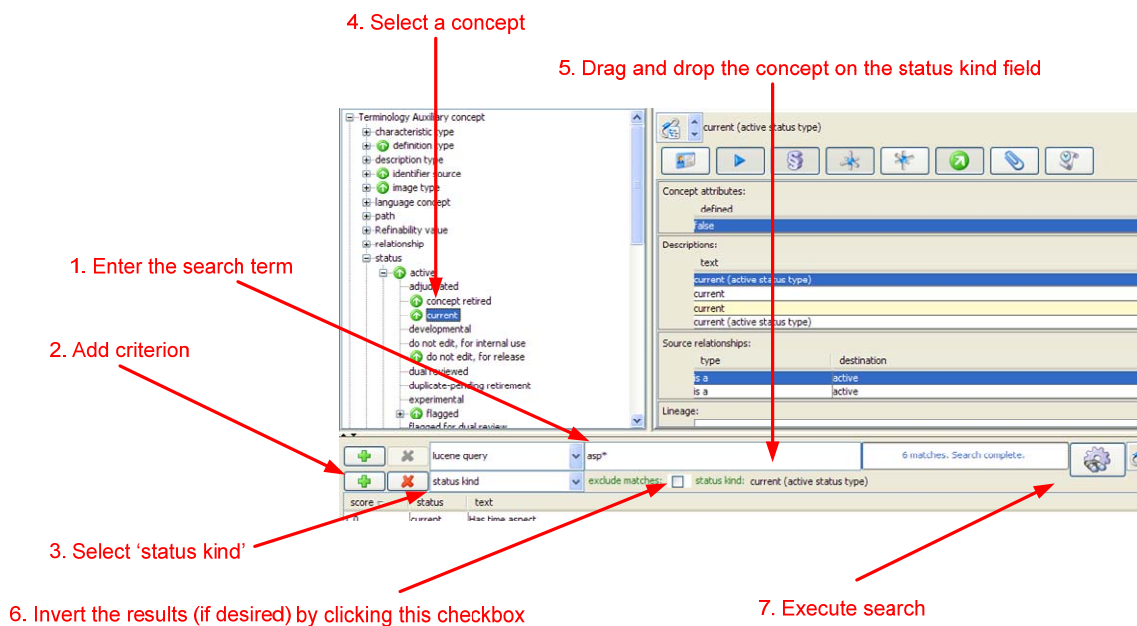 4. Select a concept
5. Drag and drop the concept on the status kind field
Terminology Auxiliary concept
characteristic type
definition type
description type
identifier source
image type
language concept
path
Refinability value
relationship
status
active
adjudicated
concept retired
current
developmental
do not edit, for internal use
do not edit, for release
dual reviewed
duplicate-pending retirement
experimental
flagged
flagged for dual review
current (active status type)
Concept attributes:
defined
false
Descriptions:
text
current (active status type)
current
current
current (active status type)
Source relationships:
type destination
is a active
is a active
Lineage:
1. Enter the search term
2. Add criterion
lucene query asp* 6 matches. Search complete.
status kind exclude matches: status kind: current (active status type)
score status text
current Has time aspect
3. Select ‘status kind’
6. Invert the results (if desired) by clicking this checkbox
7. Execute search